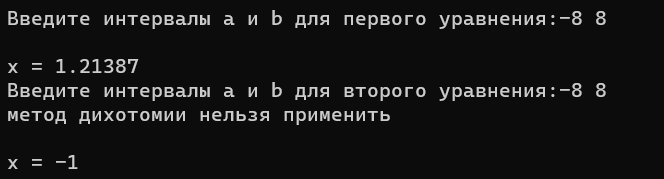 Введите интервалы a и b для первого уравнения:-8 8
x = 1.21387
Введите интервалы a и b для второго уравнения:-8 8
метод дихотомии нельзя применить
x = -1